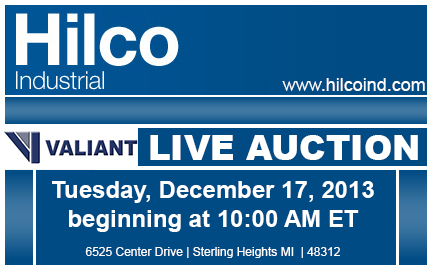 Hilco
Industrial
www.hilcoind.com
VALIANT LIVE AUCTION
Tuesday, December 17, 2013
beginning at 10:00 AM ET
6525 Center Drive | Sterling Heights MI | 48312